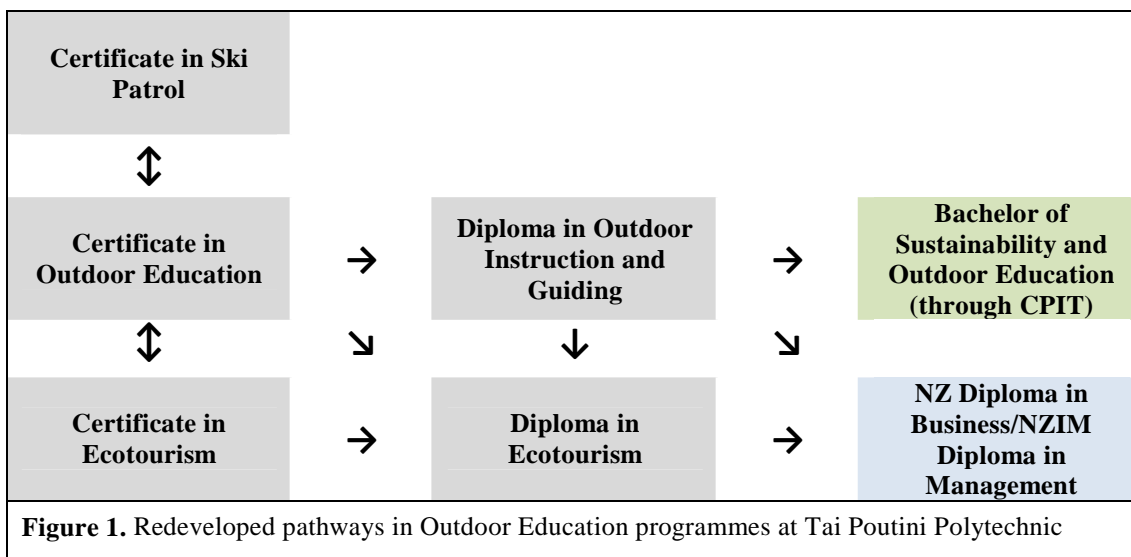 Certificate in Ski
Patrol
↕
Certificate in
Outdoor Education
→
Diploma in Outdoor
Instruction and
Guiding
→
Bachelor of
Sustainability and
Outdoor Education
(through CPIT)
↕
↘
↓
↘
Certificate in
Ecotourism
→
Diploma in
Ecotourism
→
NZ Diploma in
Business/NZIM
Diploma in
Management
Figure 1. Redeveloped pathways in Outdoor Education programmes at Tai Poutini Polytechnic